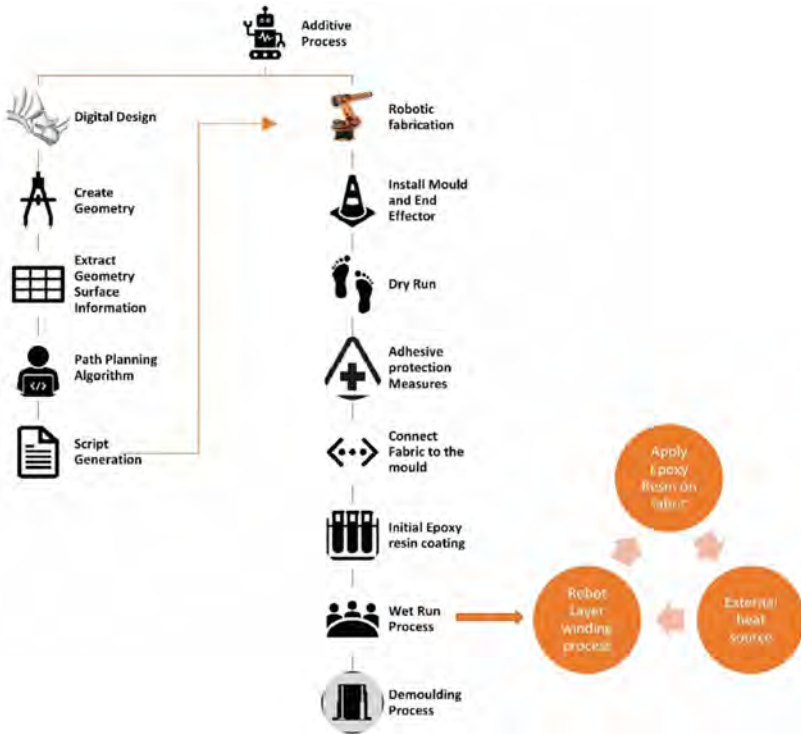 Additive
Process
Digital Design
Create
Geometry
Extract
Geometry
Surface
Information
Path Planning
Algorithm
</>
Script
Generation
Robotic
fabrication
Install Mould
and End
Effector
Dry Run
Adhesive
protection
Measures
Connect
Fabric to the
mould
Initial Epoxy
resin coating
Wet Run
Process
Demoulding
Process
Apply
Epoxy
Resin on
fabric
Robot
Layer
winding
process
External
heat
source